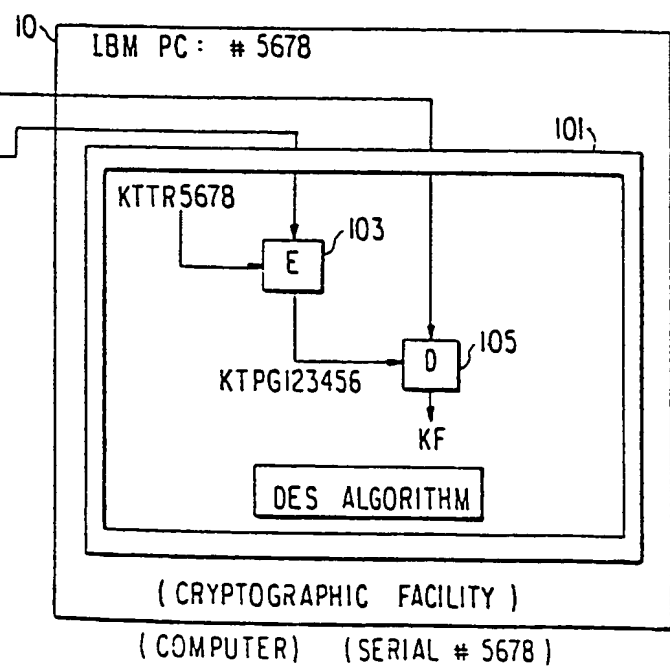 10
IBM PC: # 5678
101
KTTR5678
103
E
105
D
KTPG123456
KF
DES ALGORITHM
( CRYPTOGRAPHIC FACILITY )
( COMPUTER) (SERIAL # 5678 )